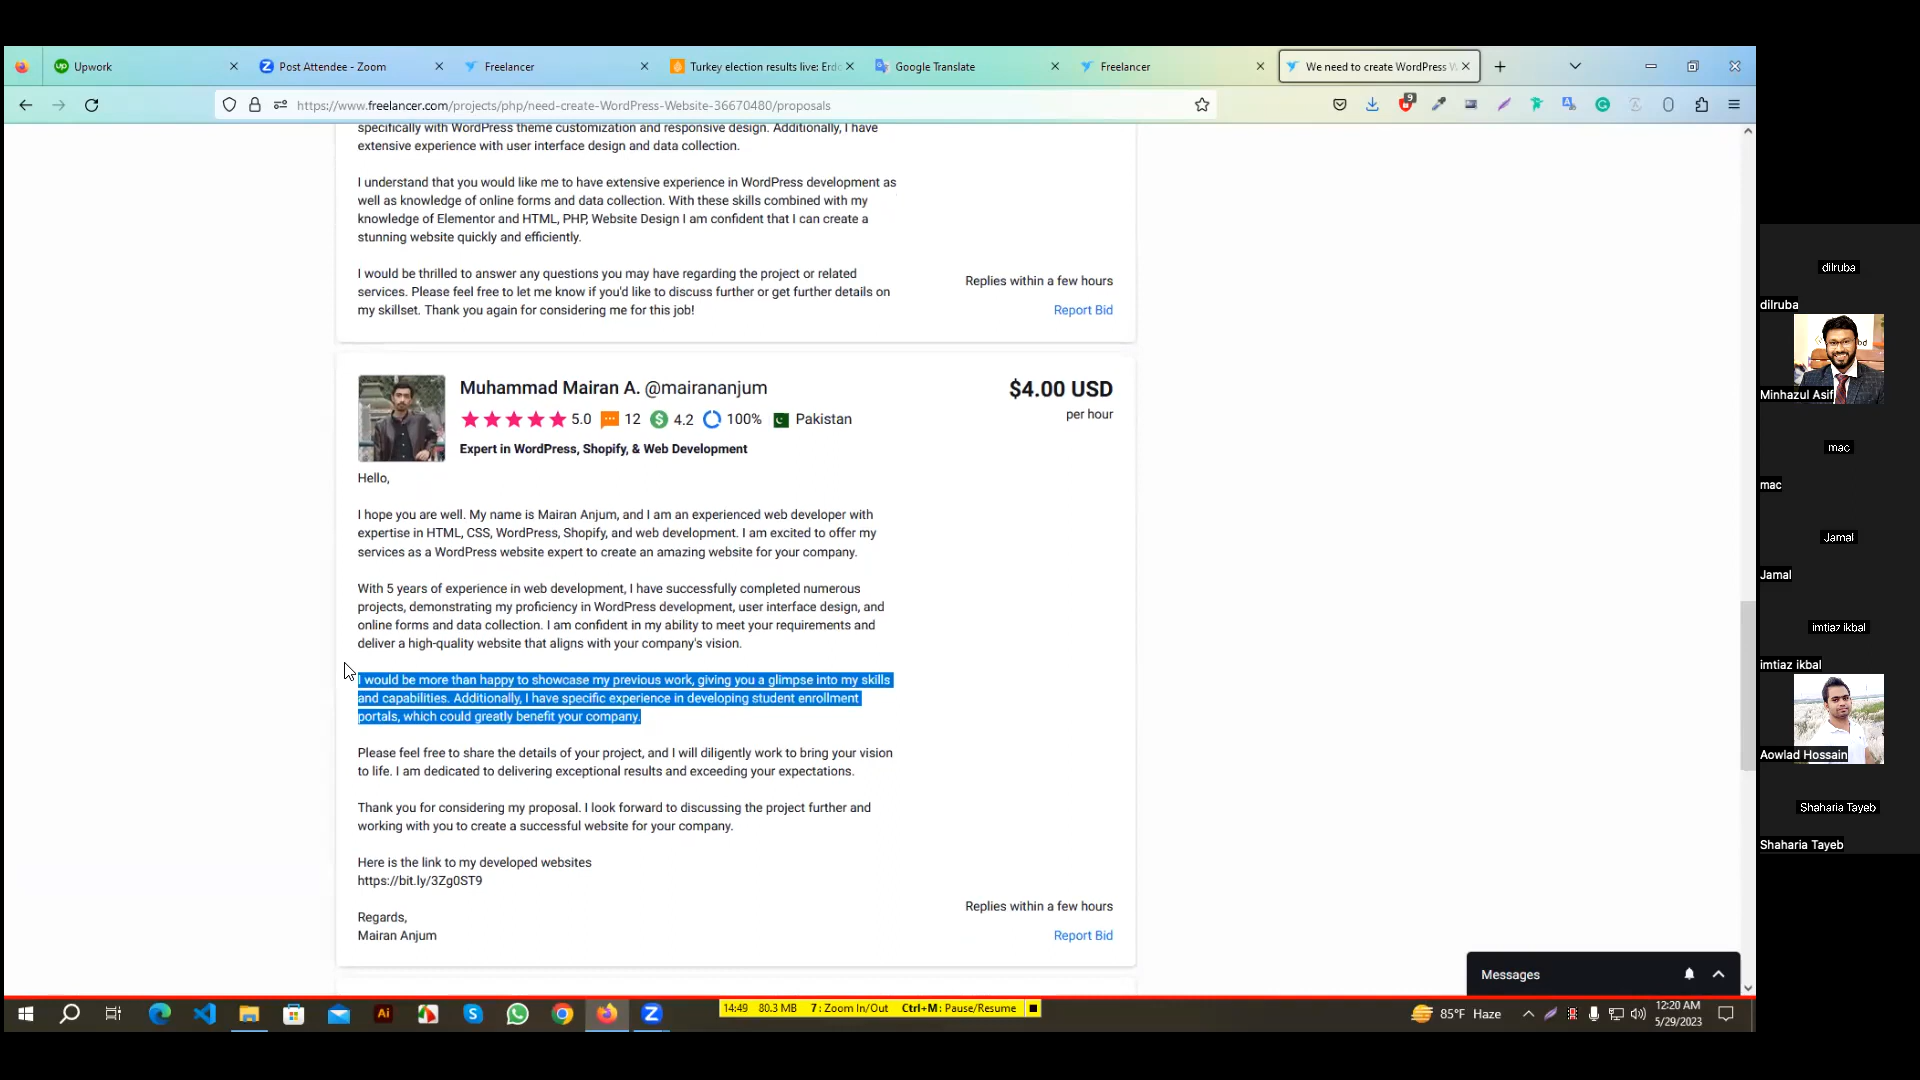 Upwork
Post Attendee - Zoom
Freelancer
Turkey election results live: Erdo
Google Translate
Freelancer
We need to create WordPress W
https://www.freelancer.com/projects/php/need-create-WordPress-Website-36670480/proposals
9
specifically with WordPress theme customization and responsive design. Additionally, I have
extensive experience with user interface design and data collection.
I understand that you would like me to have extensive experience in WordPress development as
well as knowledge of online forms and data collection. With these skills combined with my
knowledge of Elementor and HTML, PHP, Website Design I am confident that I can create a
stunning website quickly and efficiently.
I would be thrilled to answer any questions you may have regarding the project or related
services. Please feel free to let me know if you'd like to discuss further or get further details on
my skillset. Thank you again for considering me for this job!
Replies within a few hours
Report Bid
Muhammad Mairan A. @mairananjum
$4.00 USD
per hour
5.0 12 4.2 100% Pakistan
Expert in WordPress, Shopify, & Web Development
Hello,
I hope you are well. My name is Mairan Anjum, and I am an experienced web developer with
expertise in HTML, CSS, WordPress, Shopify, and web development. I am excited to offer my
services as a WordPress website expert to create an amazing website for your company.
With 5 years of experience in web development, I have successfully completed numerous
projects, demonstrating my proficiency in WordPress development, user interface design, and
online forms and data collection. I am confident in my ability to meet your requirements and
deliver a high-quality website that aligns with your company's vision.
I would be more than happy to showcase my previous work, giving you a glimpse into my skills
and capabilities. Additionally, I have specific experience in developing student enrollment
portals, which could greatly benefit your company.
Please feel free to share the details of your project, and I will diligently work to bring your vision
to life. I am dedicated to delivering exceptional results and exceeding your expectations.
Thank you for considering my proposal. I look forward to discussing the project further and
working with you to create a successful website for your company.
Here is the link to my developed websites
https://bit.ly/3Zg0ST9
Regards,
Mairan Anjum
Replies within a few hours
Report Bid
Messages
14:49 80.3 MB 7 : Zoom In/Out Ctrl+M : Pause/Resume
85°F Haze
12:20 AM
5/29/2023
dilruba
dilruba
bd
Minhazul Asif
mac
mac
Jamal
Jamal
imtiaz ikbal
imtiaz ikbal
Aowlad Hossain
Shaharia Tayeb
Shaharia Tayeb